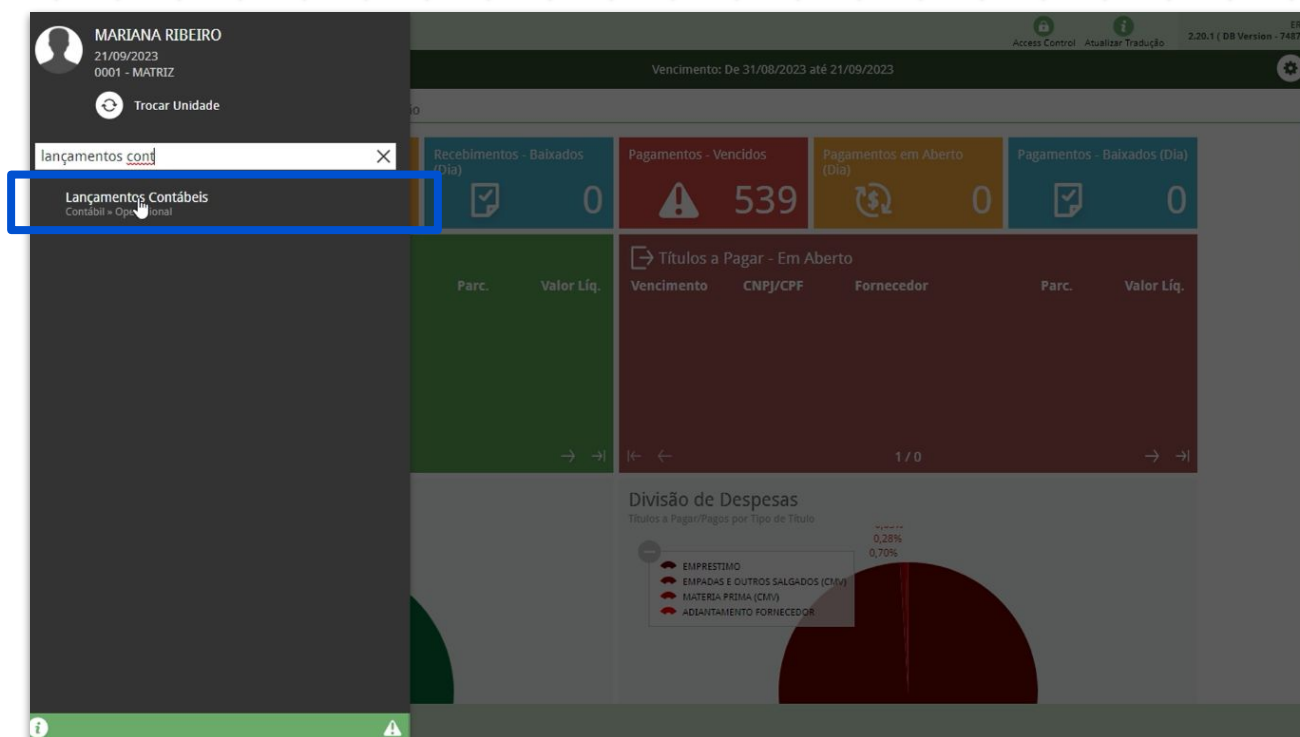 MARIANA RIBEIRO
21/09/2023
0001 - MATRIZ
Trocar Unidade
lançamentos cont
Lançamentos Contábeis
Contábil »
Access Control
Atualizar Tradução
2.20.1 ( DB Version - 7487
Vencimento: De 31/08/2023 até 21/09/2023
Recebimentos - Baixados
(Dia)
0
Pagamentos - Vencidos
539
Pagamentos em Aberto
(Dia)
0
Pagamentos - Baixados (Dia)
0
Parc. Valor Líq.
Títulos a Pagar - Em Aberto
Vencimento CNPJ/CPF Fornecedor Parc. Valor Líq.
1 / 0
Divisão de Despesas
Títulos a Pagar/Pagos por Tipo de Título
0,28%
0,70%
EMPRESTIMO
EMPADAS E OUTROS SALGADOS (CMV)
MATERIA PRIMA (CMV)
ADIANTAMENTO FORNECEDOR